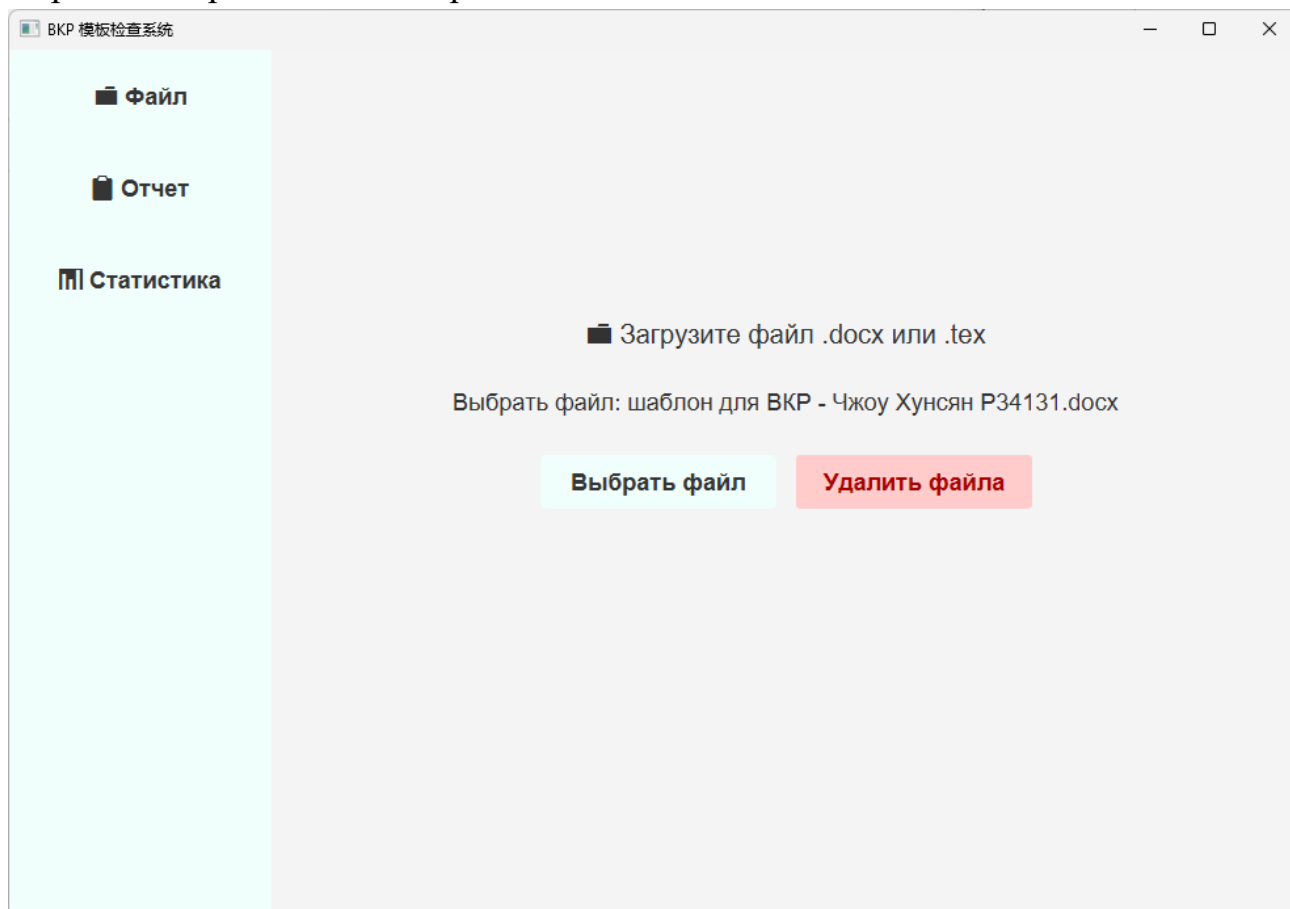 BKP 模板检查系统
Файл
Отчет
Статистика
Загрузите файл .docx или .tex
Выбрать файл: шаблон для ВКР - Чжоу Хунсян P34131.docx
Выбрать файл Удалить файла